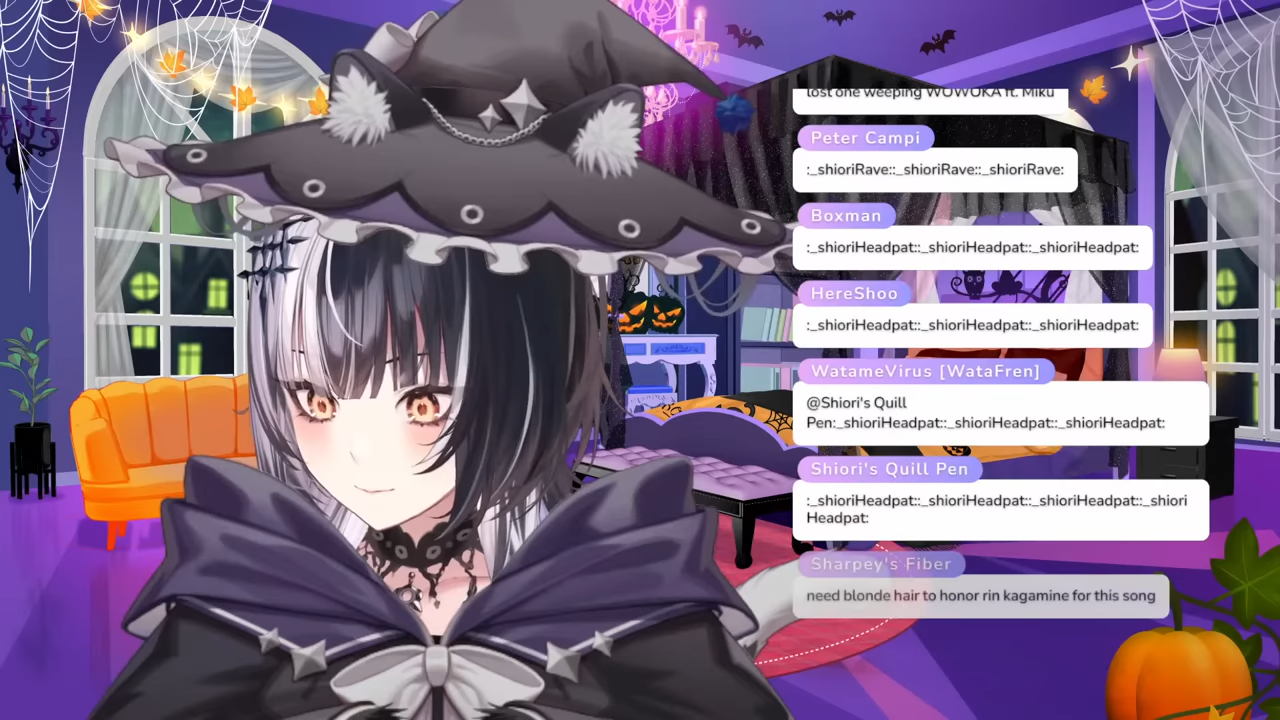 lost one weeping WUWUKA ft. Miku
Peter Campi
:_shioriRave::_shioriRave::_shioriRave:
Boxman
:_shioriHeadpat::_shioriHeadpat::_shioriHeadpat:
HereShoo
:_shioriHeadpat::_shioriHeadpat::_shioriHeadpat:
WatameVirus [WataFren]
@Shiori's Quill
Pen:_shioriHeadpat::_shioriHeadpat::_shioriHeadpat:
Shiori's Quill Pen
:_shioriHeadpat::_shioriHeadpat::_shioriHeadpat::_shiori
Headpat:
Sharpey's Fiber
need blonde hair to honor rin kagamine for this song